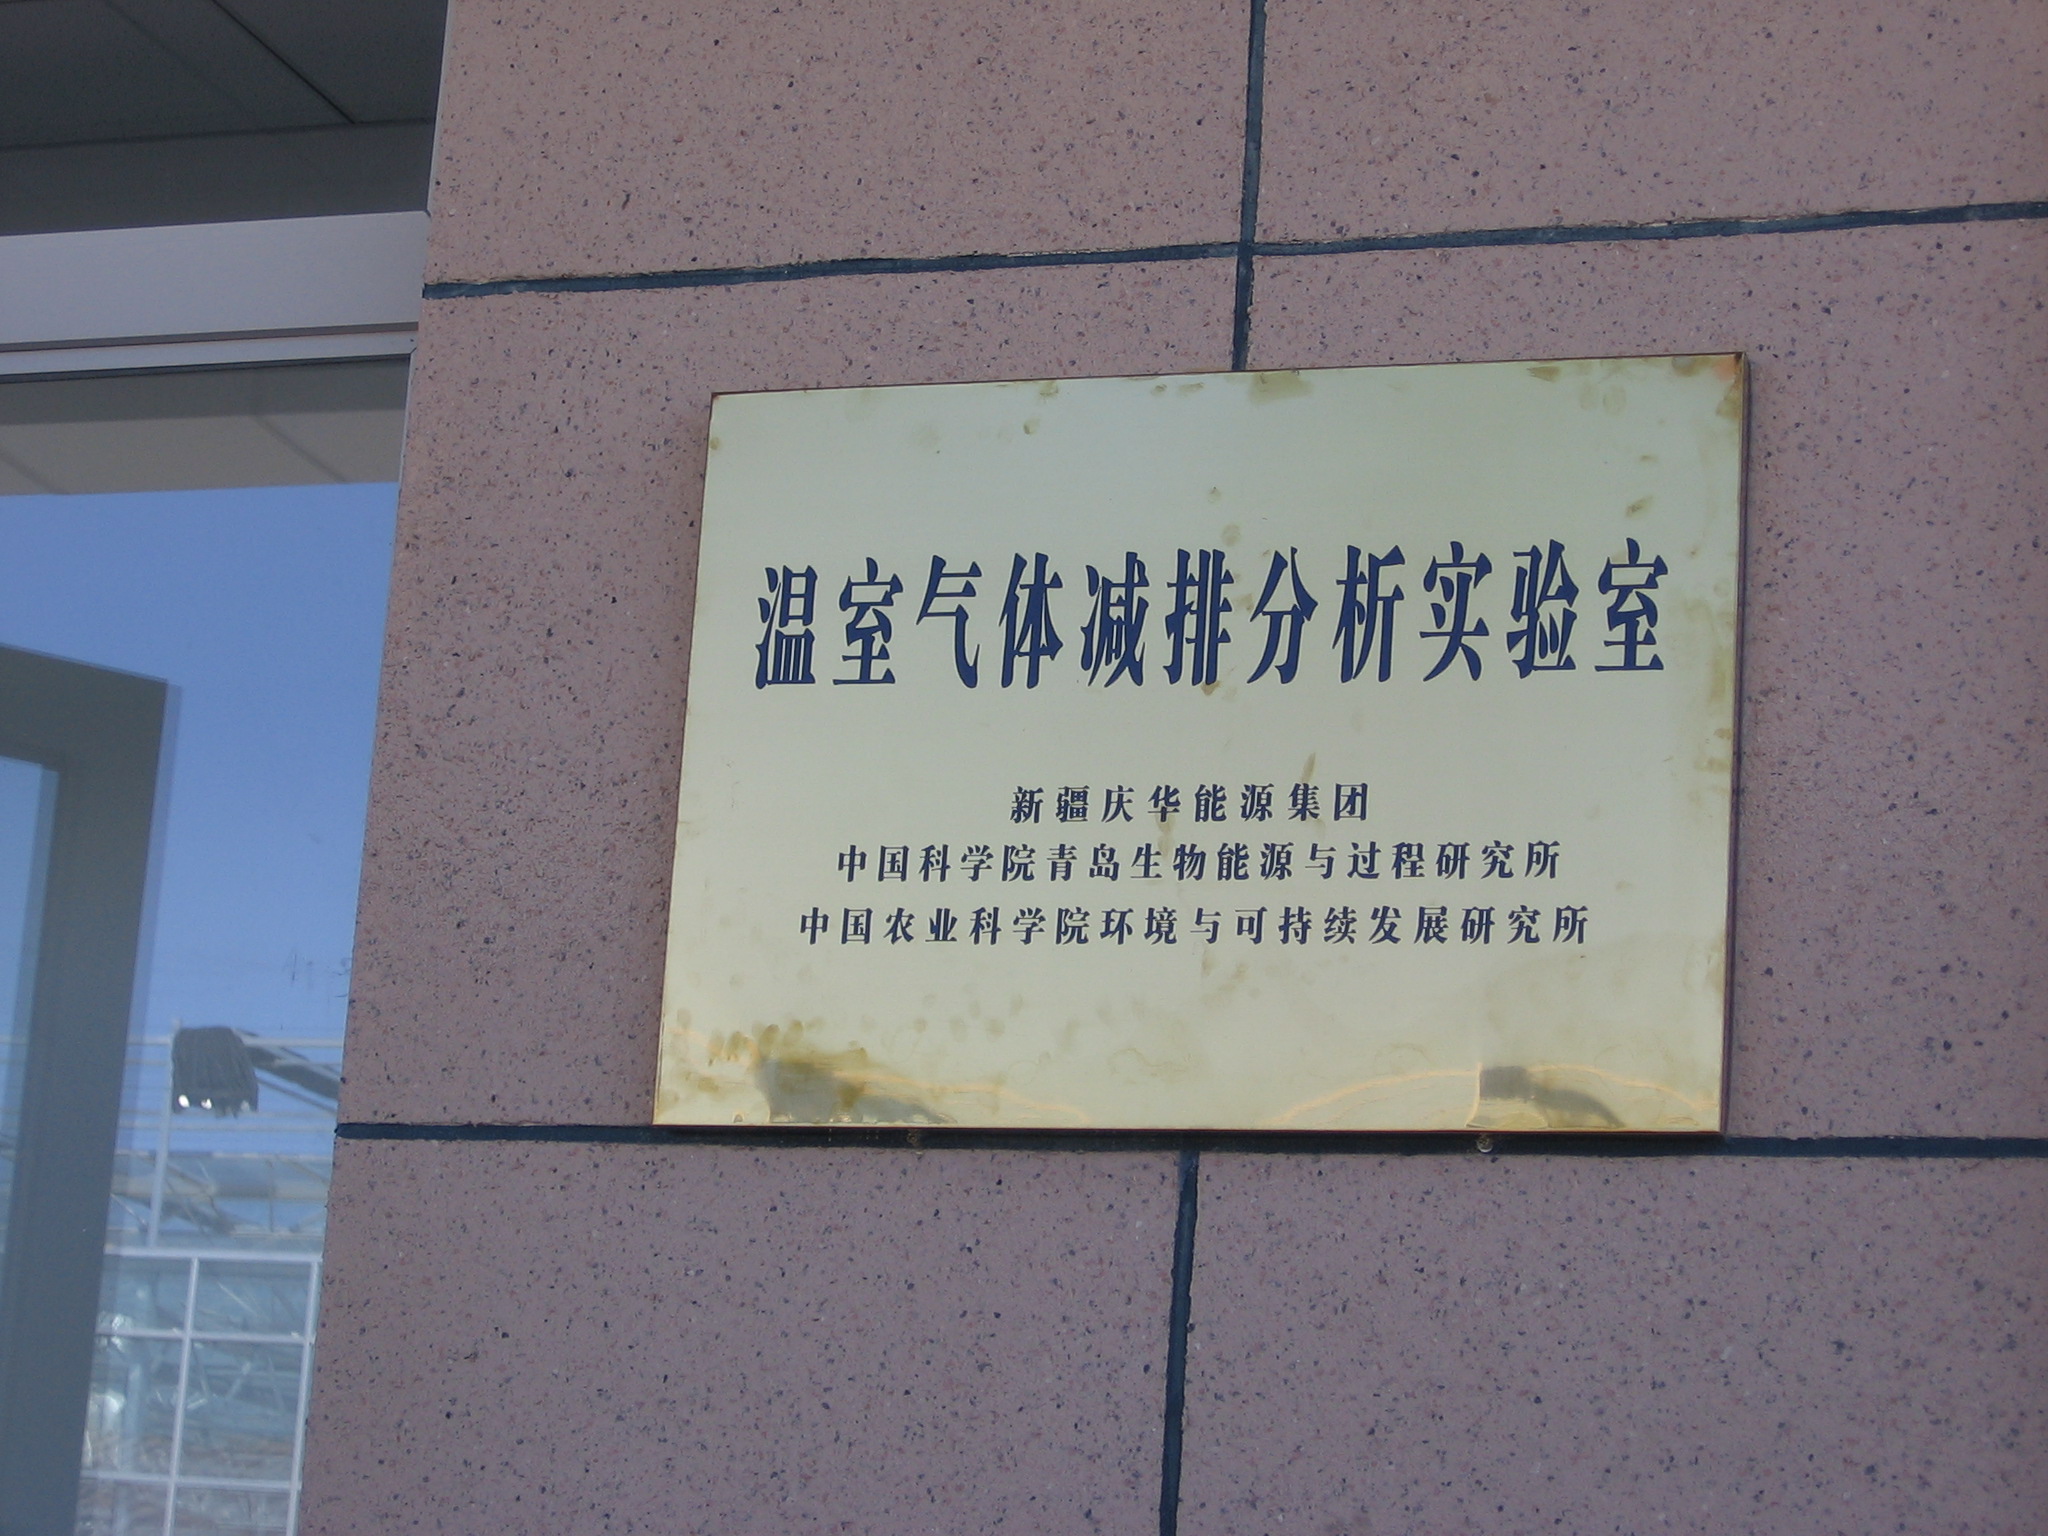 温室气体减排分析实验室
新疆庆华能源集团
中国科学院青岛生物能源与过程研究所
中国农业科学院环境与可持续发展研究所